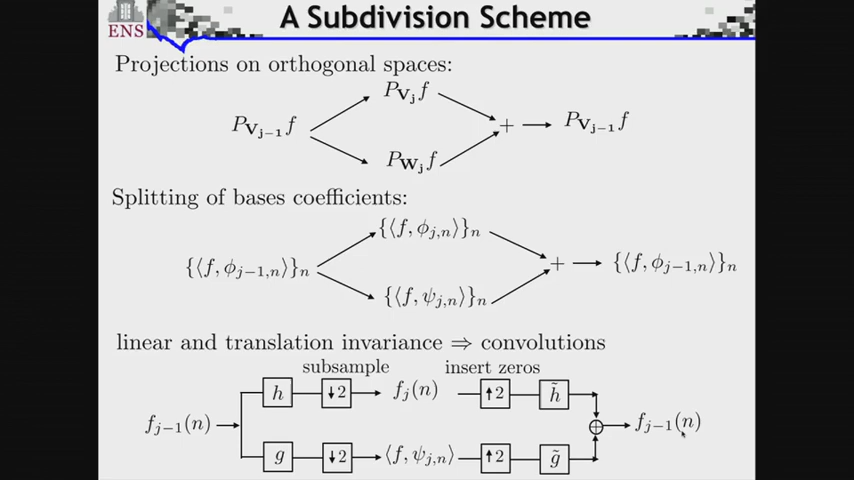 A Subdivision Scheme
ENS
Projections on orthogonal spaces:
P_{V_j} f
P_{V_{j-1}} f + → P_{V_{j-1}} f
P_{W_j} f
Splitting of bases coefficients:
{⟨f, ϕ_{j,n}⟩}_n
{⟨f, ϕ_{j-1,n}⟩}_n + → {⟨f, ϕ_{j-1,n}⟩}_n
{⟨f, ψ_{j,n}⟩}_n
linear and translation invariance ⇒ convolutions
subsample insert zeros
h ↓2 f_j(n) ↑2 h̃
f_{j-1}(n) ⊕ f_{j-1}(n)
g ↓2 ⟨f, ψ_{j,n}⟩ ↑2 g̃